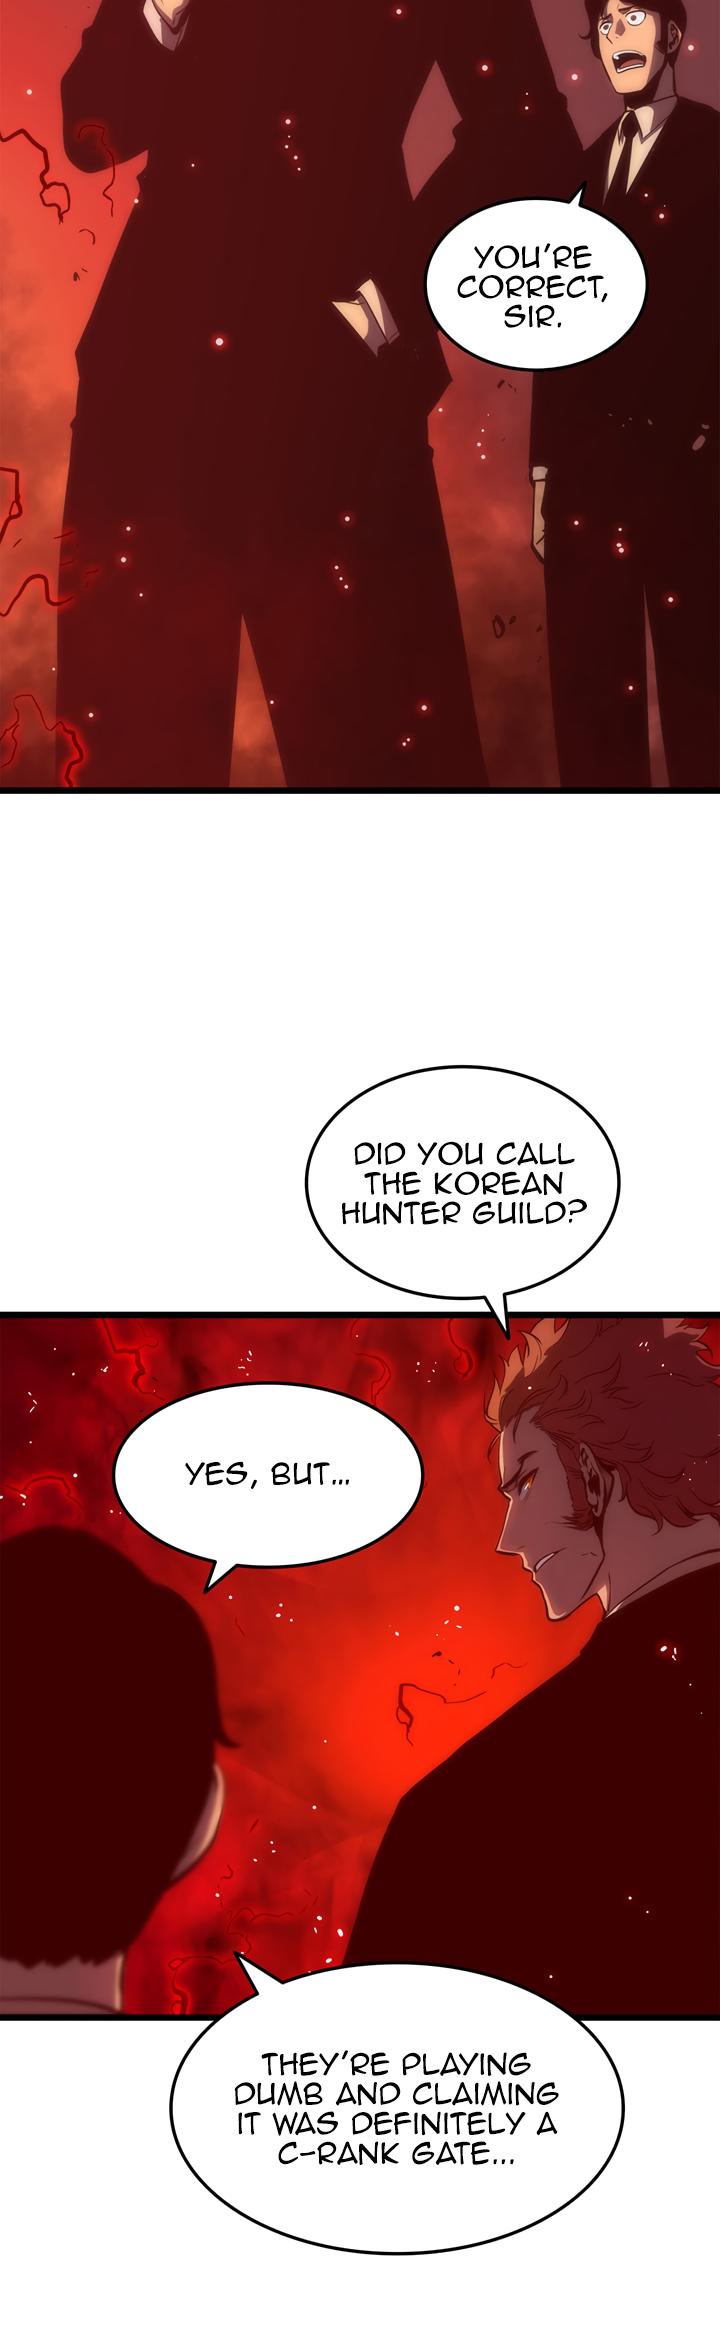 YOU'RE
CORRECT,
SIR.
DID YOU CALL
THE KOREAN
HUNTER GUILD?
YES, BUT...
THEY'RE PLAYING
DUMB AND CLAIMING
IT WAS DEFINITELY A
C-RANK GATE...